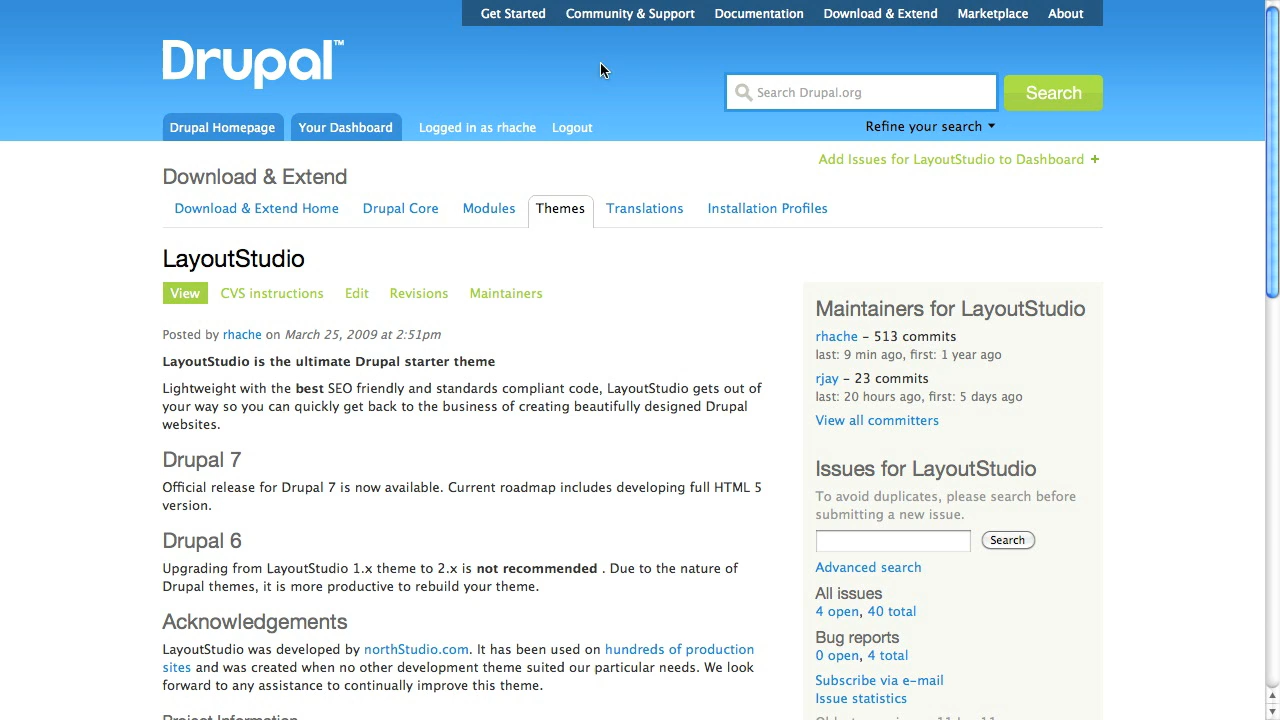 Get Started Community & Support Documentation Download & Extend Marketplace About
Drupal™
Search Drupal.org Search
Refine your search
Drupal Homepage Your Dashboard Logged in as rhache Logout
Add Issues for LayoutStudio to Dashboard +
Download & Extend
Download & Extend Home Drupal Core Modules Themes Translations Installation Profiles
LayoutStudio
View CVS instructions Edit Revisions Maintainers
Posted by rhache on March 25, 2009 at 2:51pm
LayoutStudio is the ultimate Drupal starter theme
Lightweight with the best SEO friendly and standards compliant code, LayoutStudio gets out of
your way so you can quickly get back to the business of creating beautifully designed Drupal
websites.
Drupal 7
Official release for Drupal 7 is now available. Current roadmap includes developing full HTML 5
version.
Drupal 6
Upgrading from LayoutStudio 1.x theme to 2.x is not recommended . Due to the nature of
Drupal themes, it is more productive to rebuild your theme.
Acknowledgements
LayoutStudio was developed by northStudio.com. It has been used on hundreds of production
sites and was created when no other development theme suited our particular needs. We look
forward to any assistance to continually improve this theme.
Project Information
Maintainers for LayoutStudio
rhache – 513 commits
last: 9 min ago, first: 1 year ago
rjay – 23 commits
last: 20 hours ago, first: 5 days ago
View all committers
Issues for LayoutStudio
To avoid duplicates, please search before
submitting a new issue.
Search
Advanced search
All issues
4 open, 40 total
Bug reports
0 open, 4 total
Subscribe via e-mail
Issue statistics